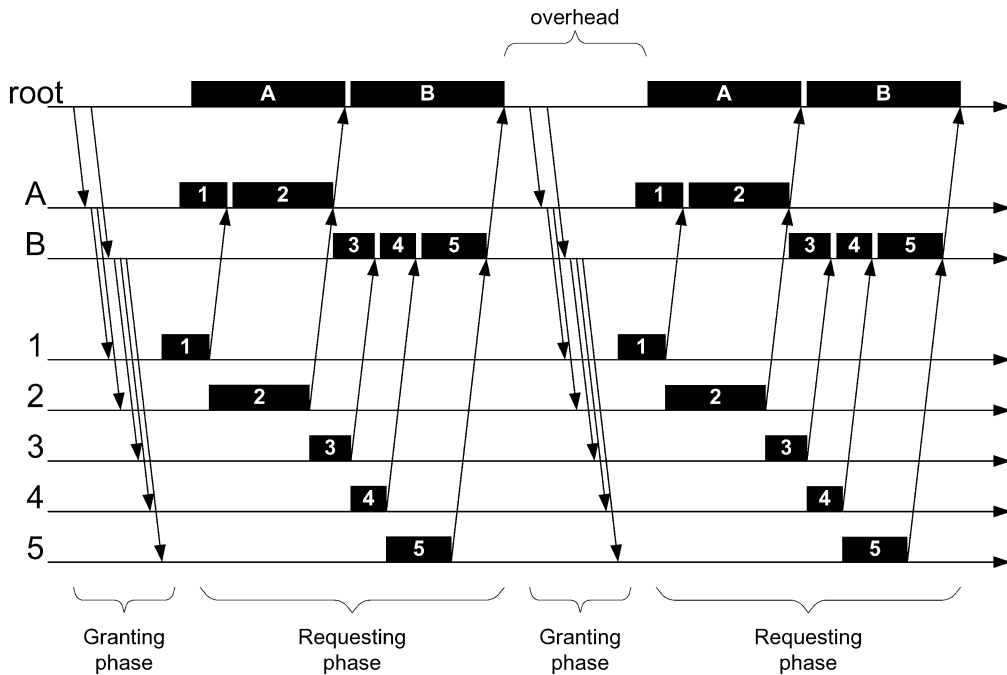 overhead
root
A B A B
A
1 2 1 2
B
3 4 5 3 4 5
1
1 1
2
2 2
3
3 3
4
4 4
5
5 5
Granting
phase
Requesting
phase
Granting
phase
Requesting
phase